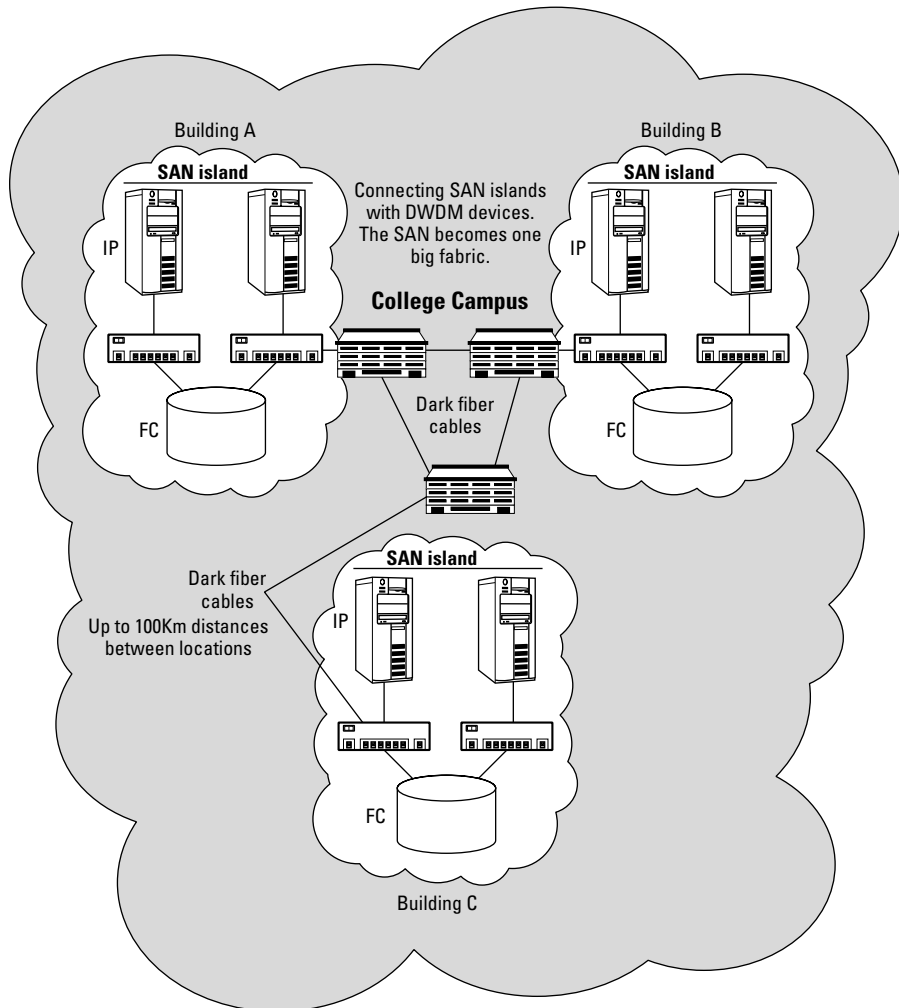 Building A
Building B
SAN island
SAN island
Connecting SAN islands
with DWDM devices.
The SAN becomes one
big fabric.
IP
IP
College Campus
Dark fiber
cables
FC
FC
SAN island
Dark fiber
cables
Up to 100Km distances
between locations
IP
FC
Building C